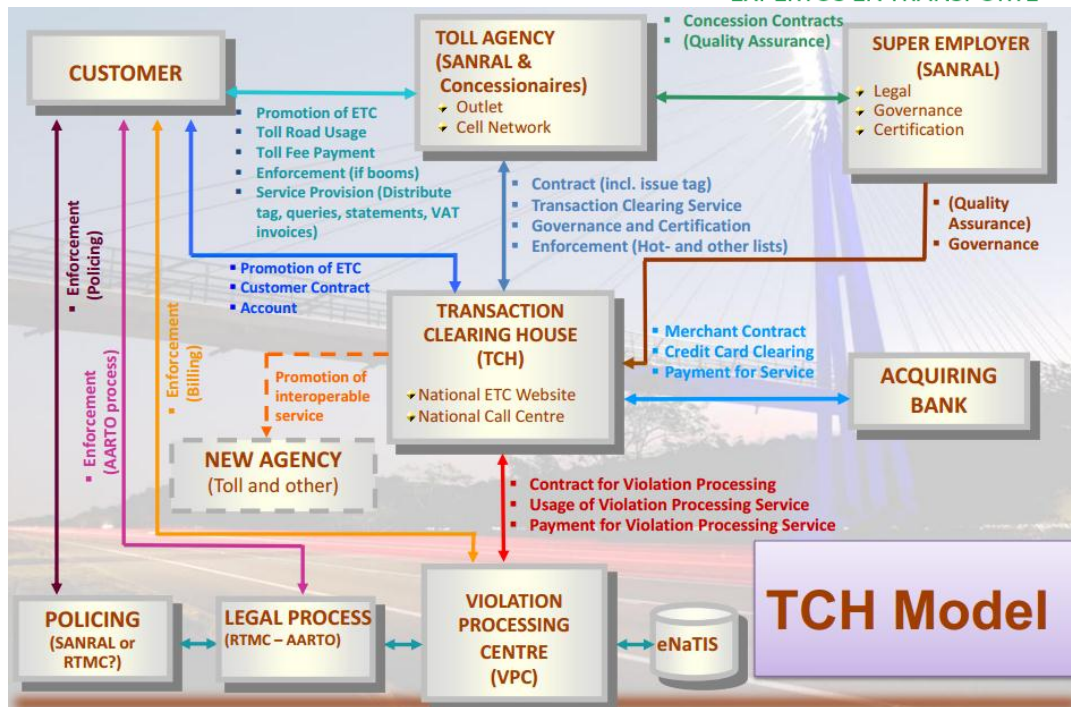 CUSTOMER
TOLL AGENCY
(SANRAL &
Concessionaires)
Outlet
Cell Network
Concession Contracts
(Quality Assurance)
SUPER EMPLOYER
(SANRAL)
Legal
Governance
Certification
Promotion of ETC
Toll Road Usage
Toll Fee Payment
Enforcement (if booms)
Service Provision (Distribute
tag, queries, statements, VAT
invoices)
Contract (incl. issue tag)
Transaction Clearing Service
Governance and Certification
Enforcement (Hot- and other lists)
(Quality
Assurance)
Governance
Enforcement
(Policing)
Enforcement
(AARTO process)
Enforcement
(Billing)
Promotion of ETC
Customer Contract
Account
TRANSACTION
CLEARING HOUSE
(TCH)
National ETC Website
National Call Centre
Merchant Contract
Credit Card Clearing
Payment for Service
ACQUIRING
BANK
Promotion of
interoperable
service
NEW AGENCY
(Toll and other)
Contract for Violation Processing
Usage of Violation Processing Service
Payment for Violation Processing Service
POLICING
(SANRAL or
RTMC?)
LEGAL PROCESS
(RTMC – AARTO)
VIOLATION
PROCESSING
CENTRE
(VPC)
eNaTIS
TCH Model